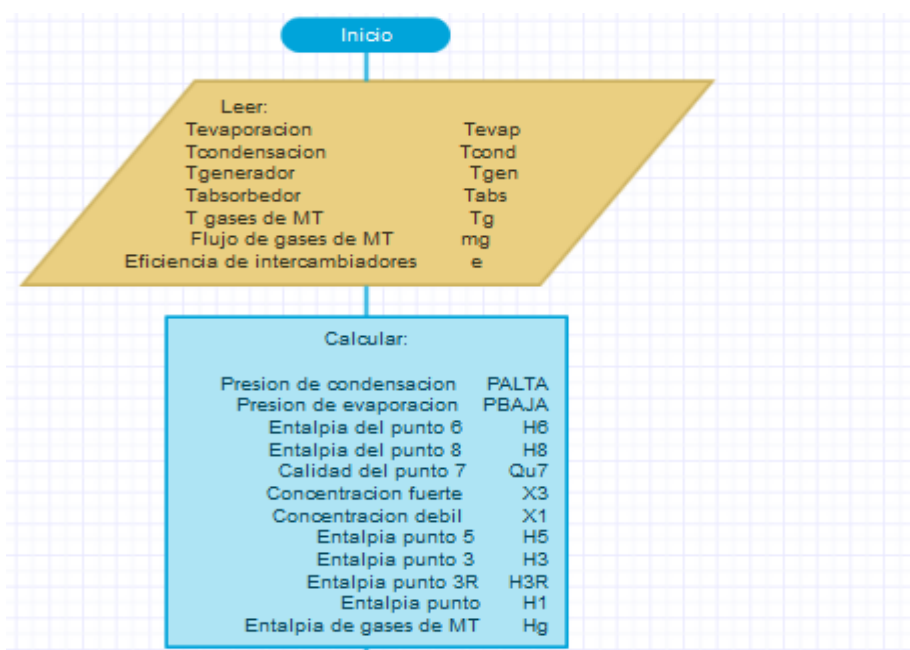 Inicio
Leer:
Tevaporacion Tevap
Tcondensacion Tcond
Tgenerador Tgen
Tabsorbedor Tabs
T gases de MT Tg
Flujo de gases de MT mg
Eficiencia de intercambiadores e
Calcular:
Presion de condensacion PALTA
Presion de evaporacion PBAJA
Entalpia del punto 6 H6
Entalpia del punto 8 H8
Calidad del punto 7 Qu7
Concentracion fuerte X3
Concentracion debil X1
Entalpia punto 5 H5
Entalpia punto 3 H3
Entalpia punto 3R H3R
Entalpia punto H1
Entalpia de gases de MT Hg